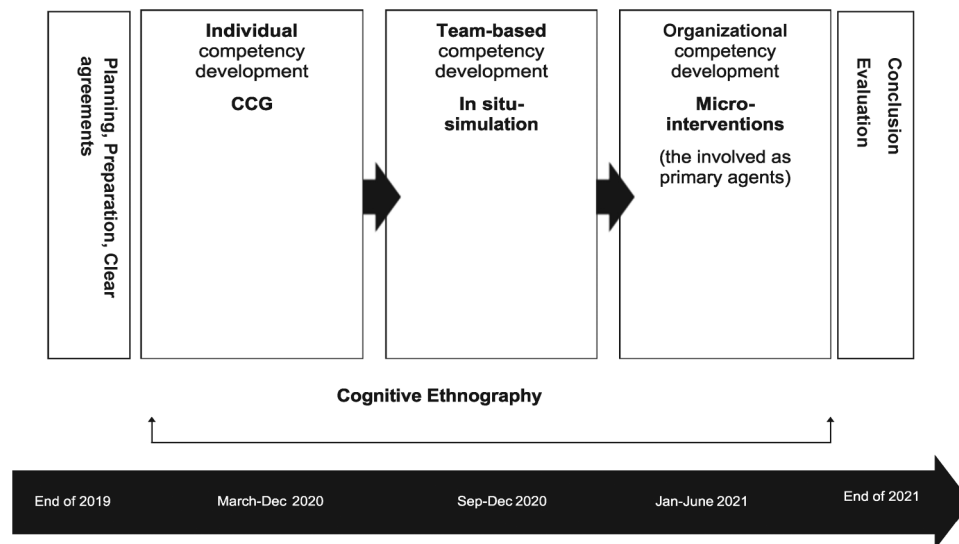 Planning, Preparation, Clear
agreements
Individual
competency
development
CCG
Team-based
competency
development
In situ-
simulation
Organizational
competency
development
Micro-
interventions
(the involved as
primary agents)
Conclusion
Evaluation
Cognitive Ethnography
End of 2019
March-Dec 2020
Sep-Dec 2020
Jan-June 2021
End of 2021